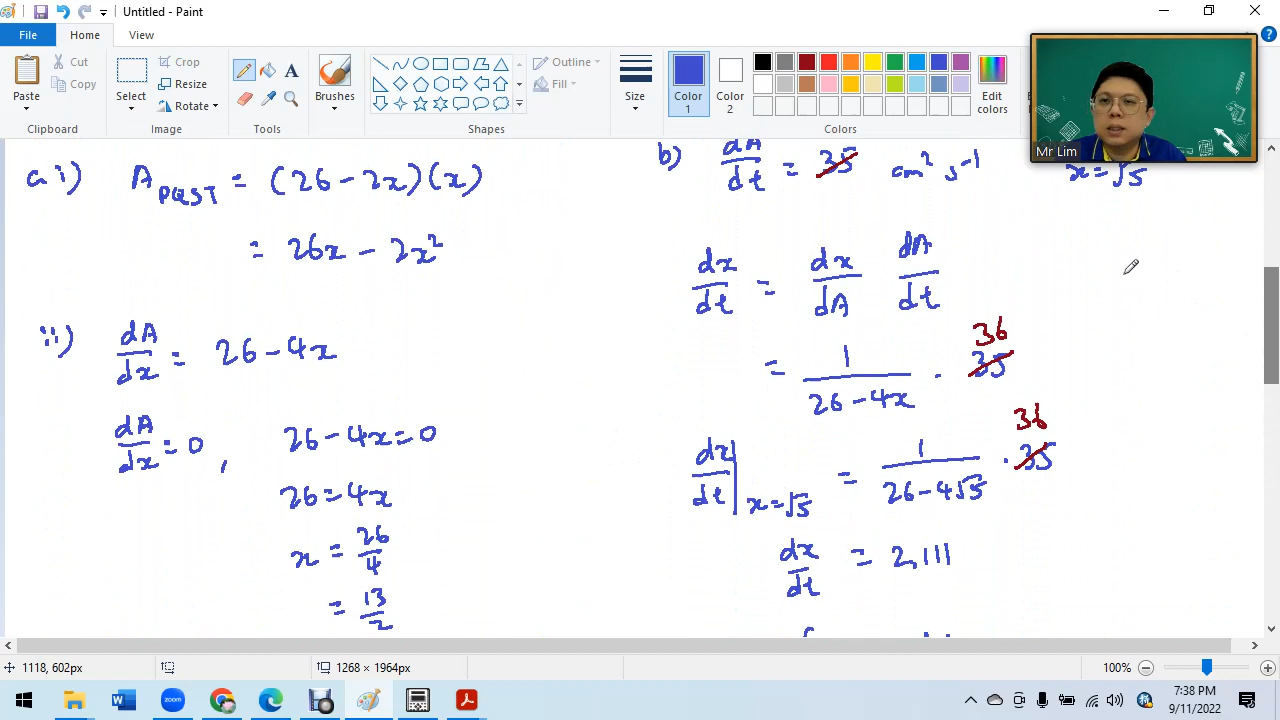 Untitled - Paint
File
Home
View
Paste
Cut
Copy
Clipboard
Select
Crop
Resize
Rotate
Image
Tools
Brushes
Shapes
Outline
Fill
Size
Color 1
Color 2
Edit colors
Colors
Mr Lim
a i) A PQST = (26 - 2x)(x)
= 26x - 2x²
ii) dA/dx = 26 - 4x
dA/dx = 0, 26 - 4x = 0
26 = 4x
x = 26/4
= 13/2
b) dA/dt = 35 cm² s⁻¹
x = √5
dx/dt = dx/dA dA/dt
= 1/(26 - 4x) · 35 36
dx/dt | x = √5 = 1/(26 - 4√5) · 35 36
dx/dt = 2.111
1118, 602px
1268 × 1964px
100%
7:38 PM
9/11/2022